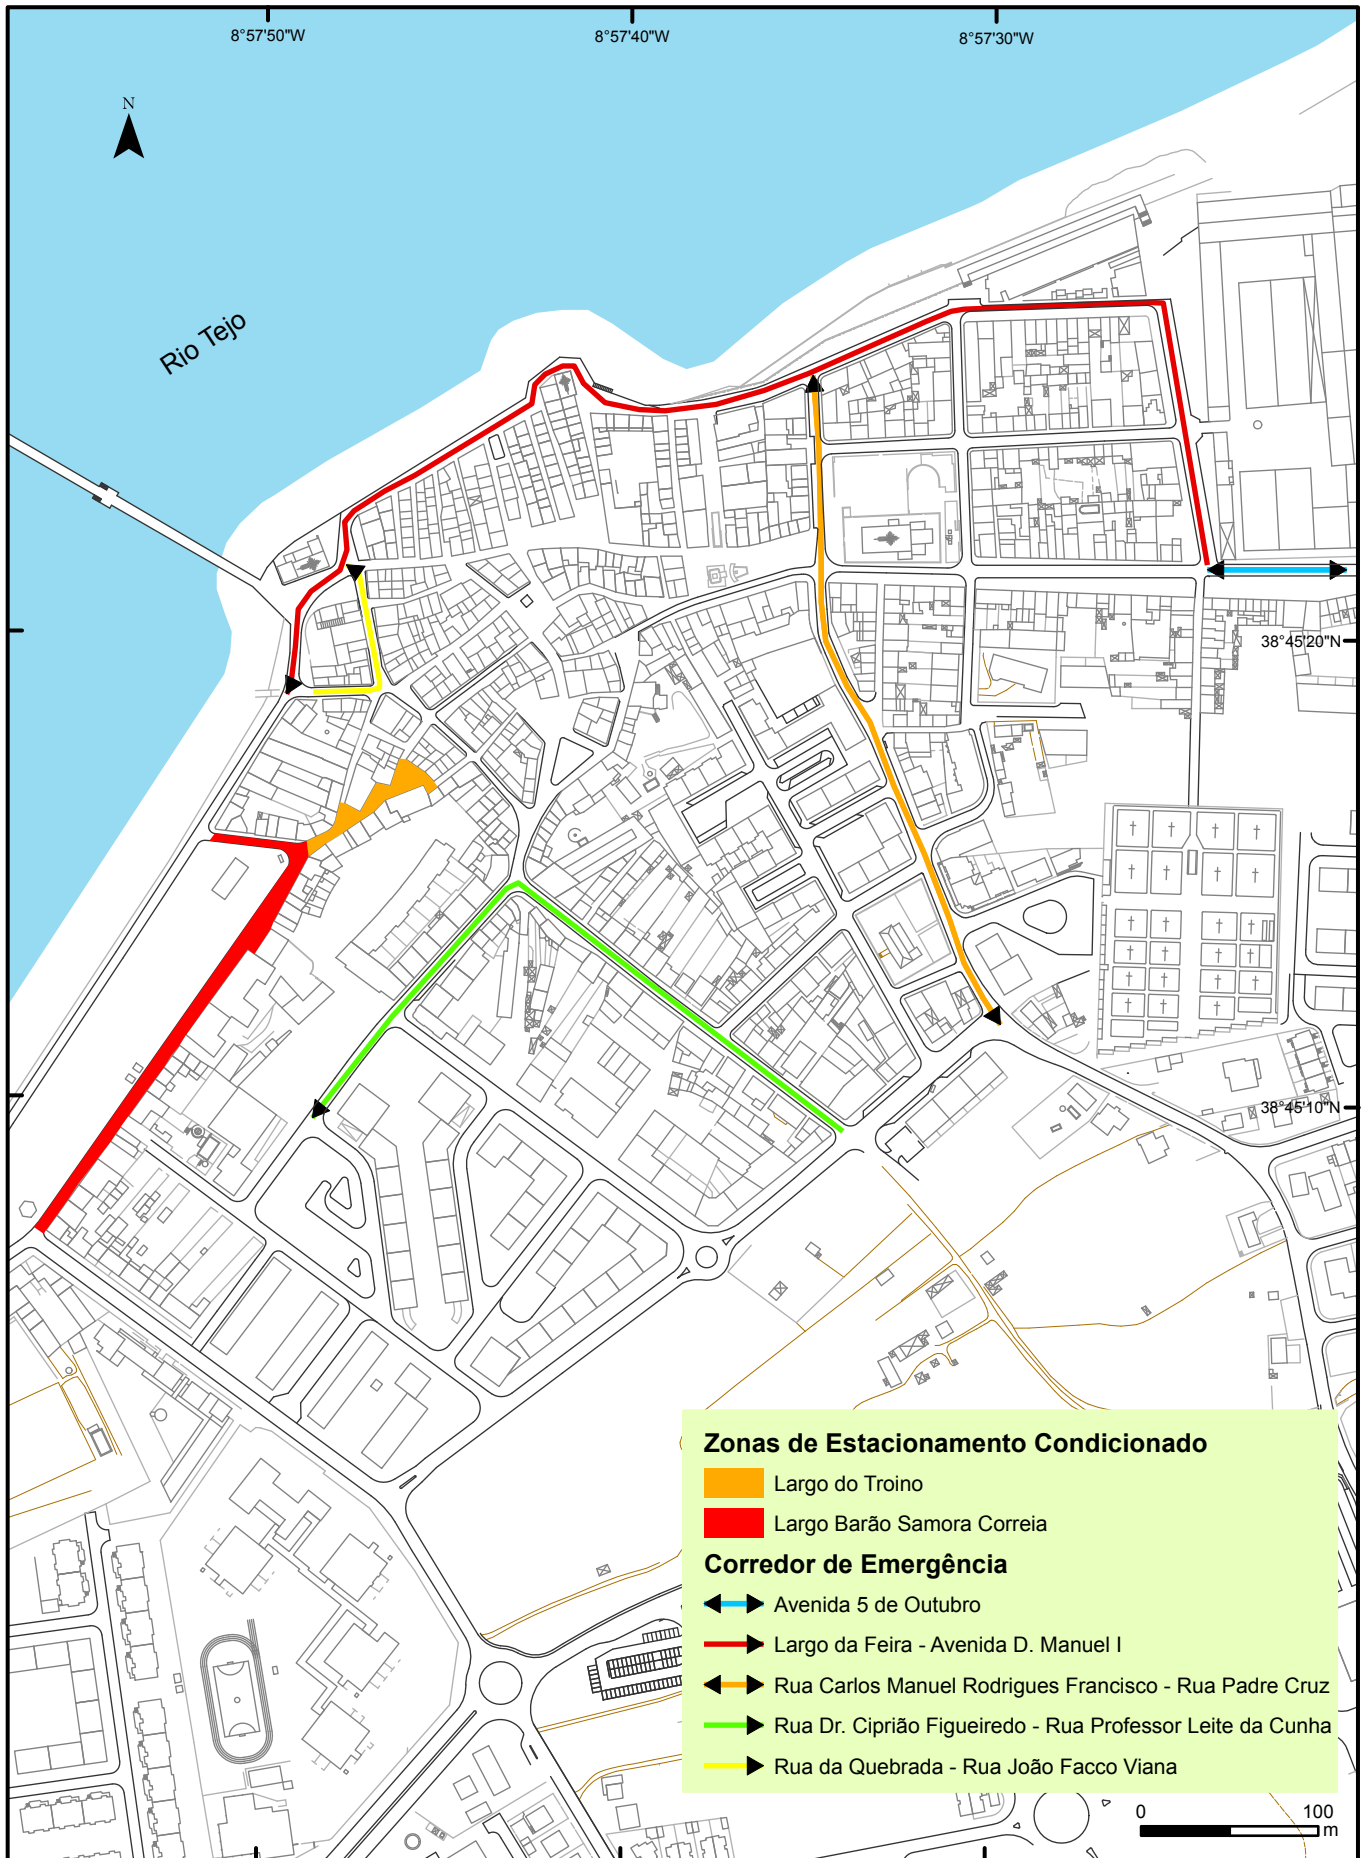 8°57'50"W
8°57'40"W
8°57'30"W
N
Rio Tejo
38°45'20"N
38°45'10"N
Zonas de Estacionamento Condicionado
Largo do Troino
Largo Barão Samora Correia
Corredor de Emergência
Avenida 5 de Outubro
Largo da Feira - Avenida D. Manuel I
Rua Carlos Manuel Rodrigues Francisco - Rua Padre Cruz
Rua Dr. Ciprião Figueiredo - Rua Professor Leite da Cunha
Rua da Quebrada - Rua João Facco Viana
0 100
m